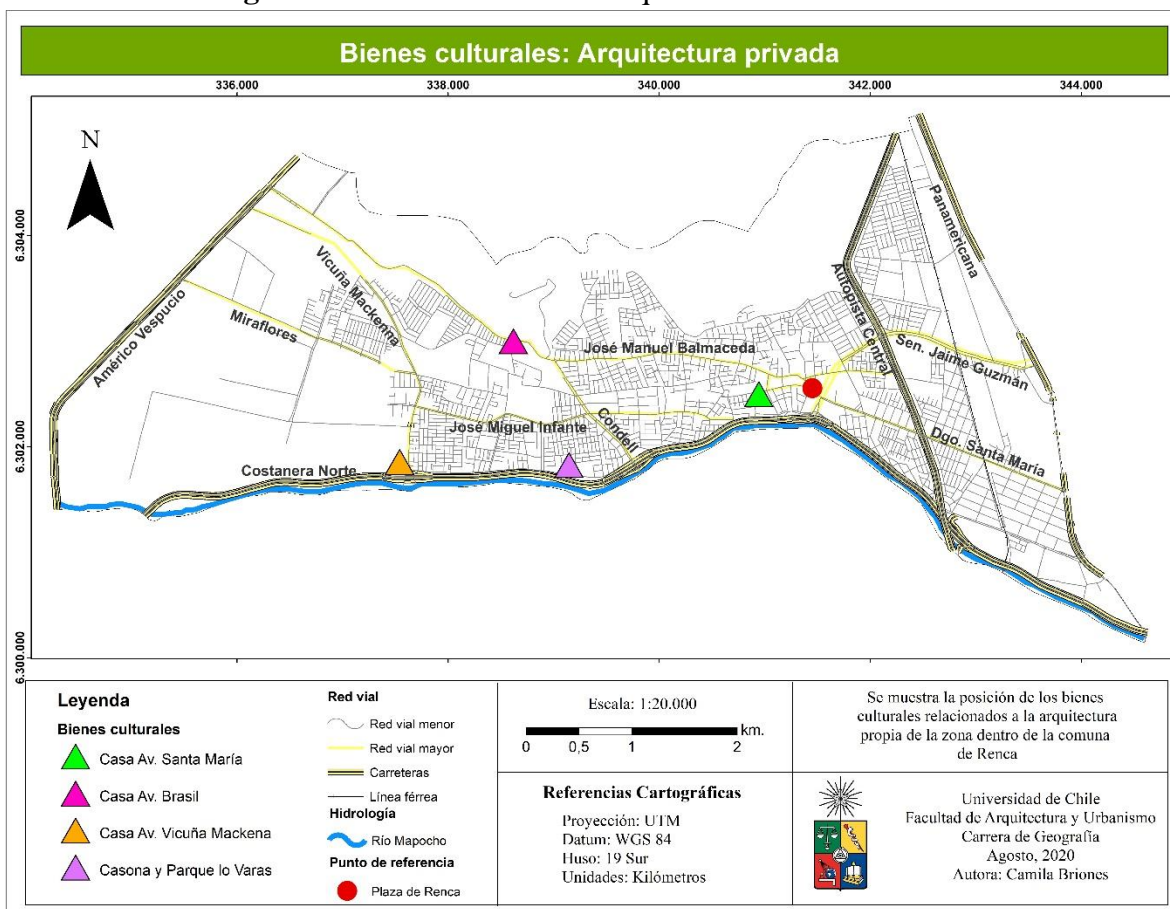 Bienes culturales: Arquitectura privada
336.000
338.000
340.000
342.000
344.000
N
6.304.000
6.302.000
6.300.000
Américo Vespucio
Vicuña Mackenna
Miraflores
José Manuel Balmaceda
Autopista Central
Panamericana
Sen. Jaime Guzmán
José Miguel Infante
Condell
Dgo. Santa María
Costanera Norte
Leyenda
Bienes culturales
Casa Av. Santa María
Casa Av. Brasil
Casa Av. Vicuña Mackena
Casona y Parque lo Varas
Red vial
Red vial menor
Red vial mayor
Carreteras
Línea férrea
Hidrología
Río Mapocho
Punto de referencia
Plaza de Renca
Escala: 1:20.000
km.
0 0,5 1 2
Referencias Cartográficas
Proyección: UTM
Datum: WGS 84
Huso: 19 Sur
Unidades: Kilómetros
Se muestra la posición de los bienes
culturales relacionados a la arquitectura
propia de la zona dentro de la comuna
de Renca
Universidad de Chile
Facultad de Arquitectura y Urbanismo
Carrera de Geografía
Agosto, 2020
Autora: Camila Briones